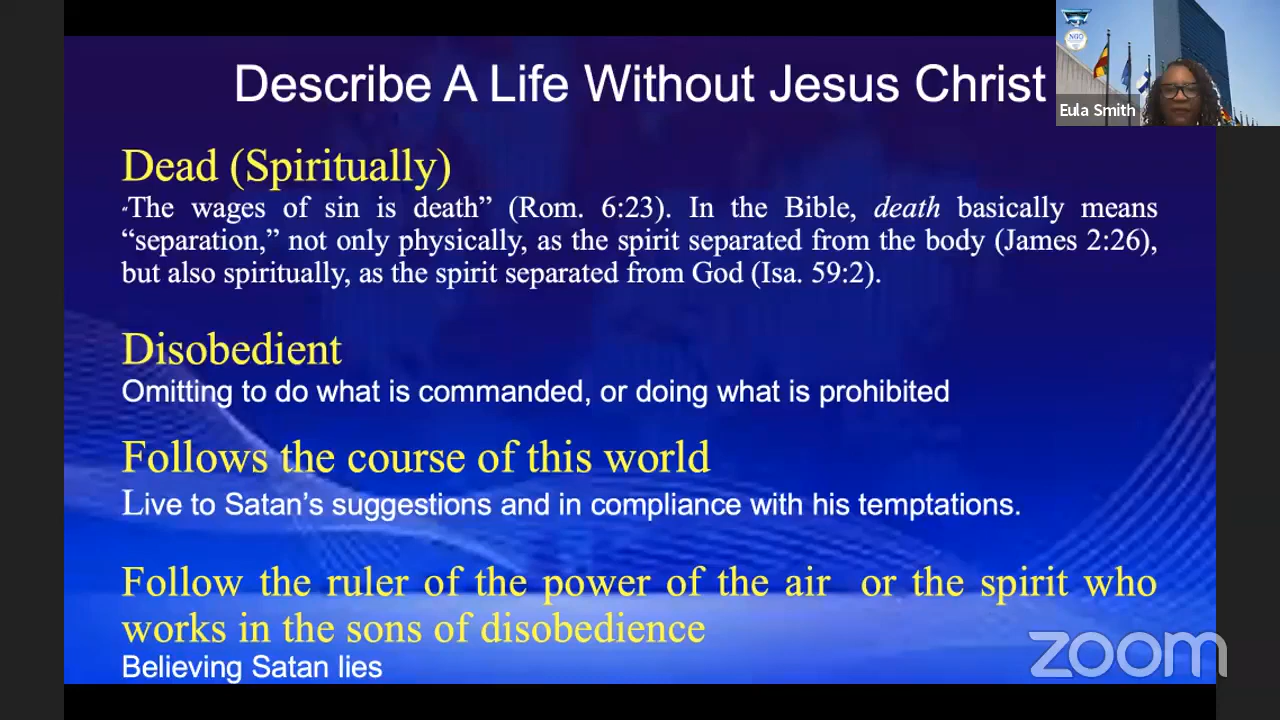 Describe A Life Without Jesus Christ
NGO
Eula Smith
Dead (Spiritually)
“The wages of sin is death” (Rom. 6:23). In the Bible, death basically means
“separation,” not only physically, as the spirit separated from the body (James 2:26),
but also spiritually, as the spirit separated from God (Isa. 59:2).
Disobedient
Omitting to do what is commanded, or doing what is prohibited
Follows the course of this world
Live to Satan’s suggestions and in compliance with his temptations.
Follow the ruler of the power of the air or the spirit who
works in the sons of disobedience
Believing Satan lies
zoom